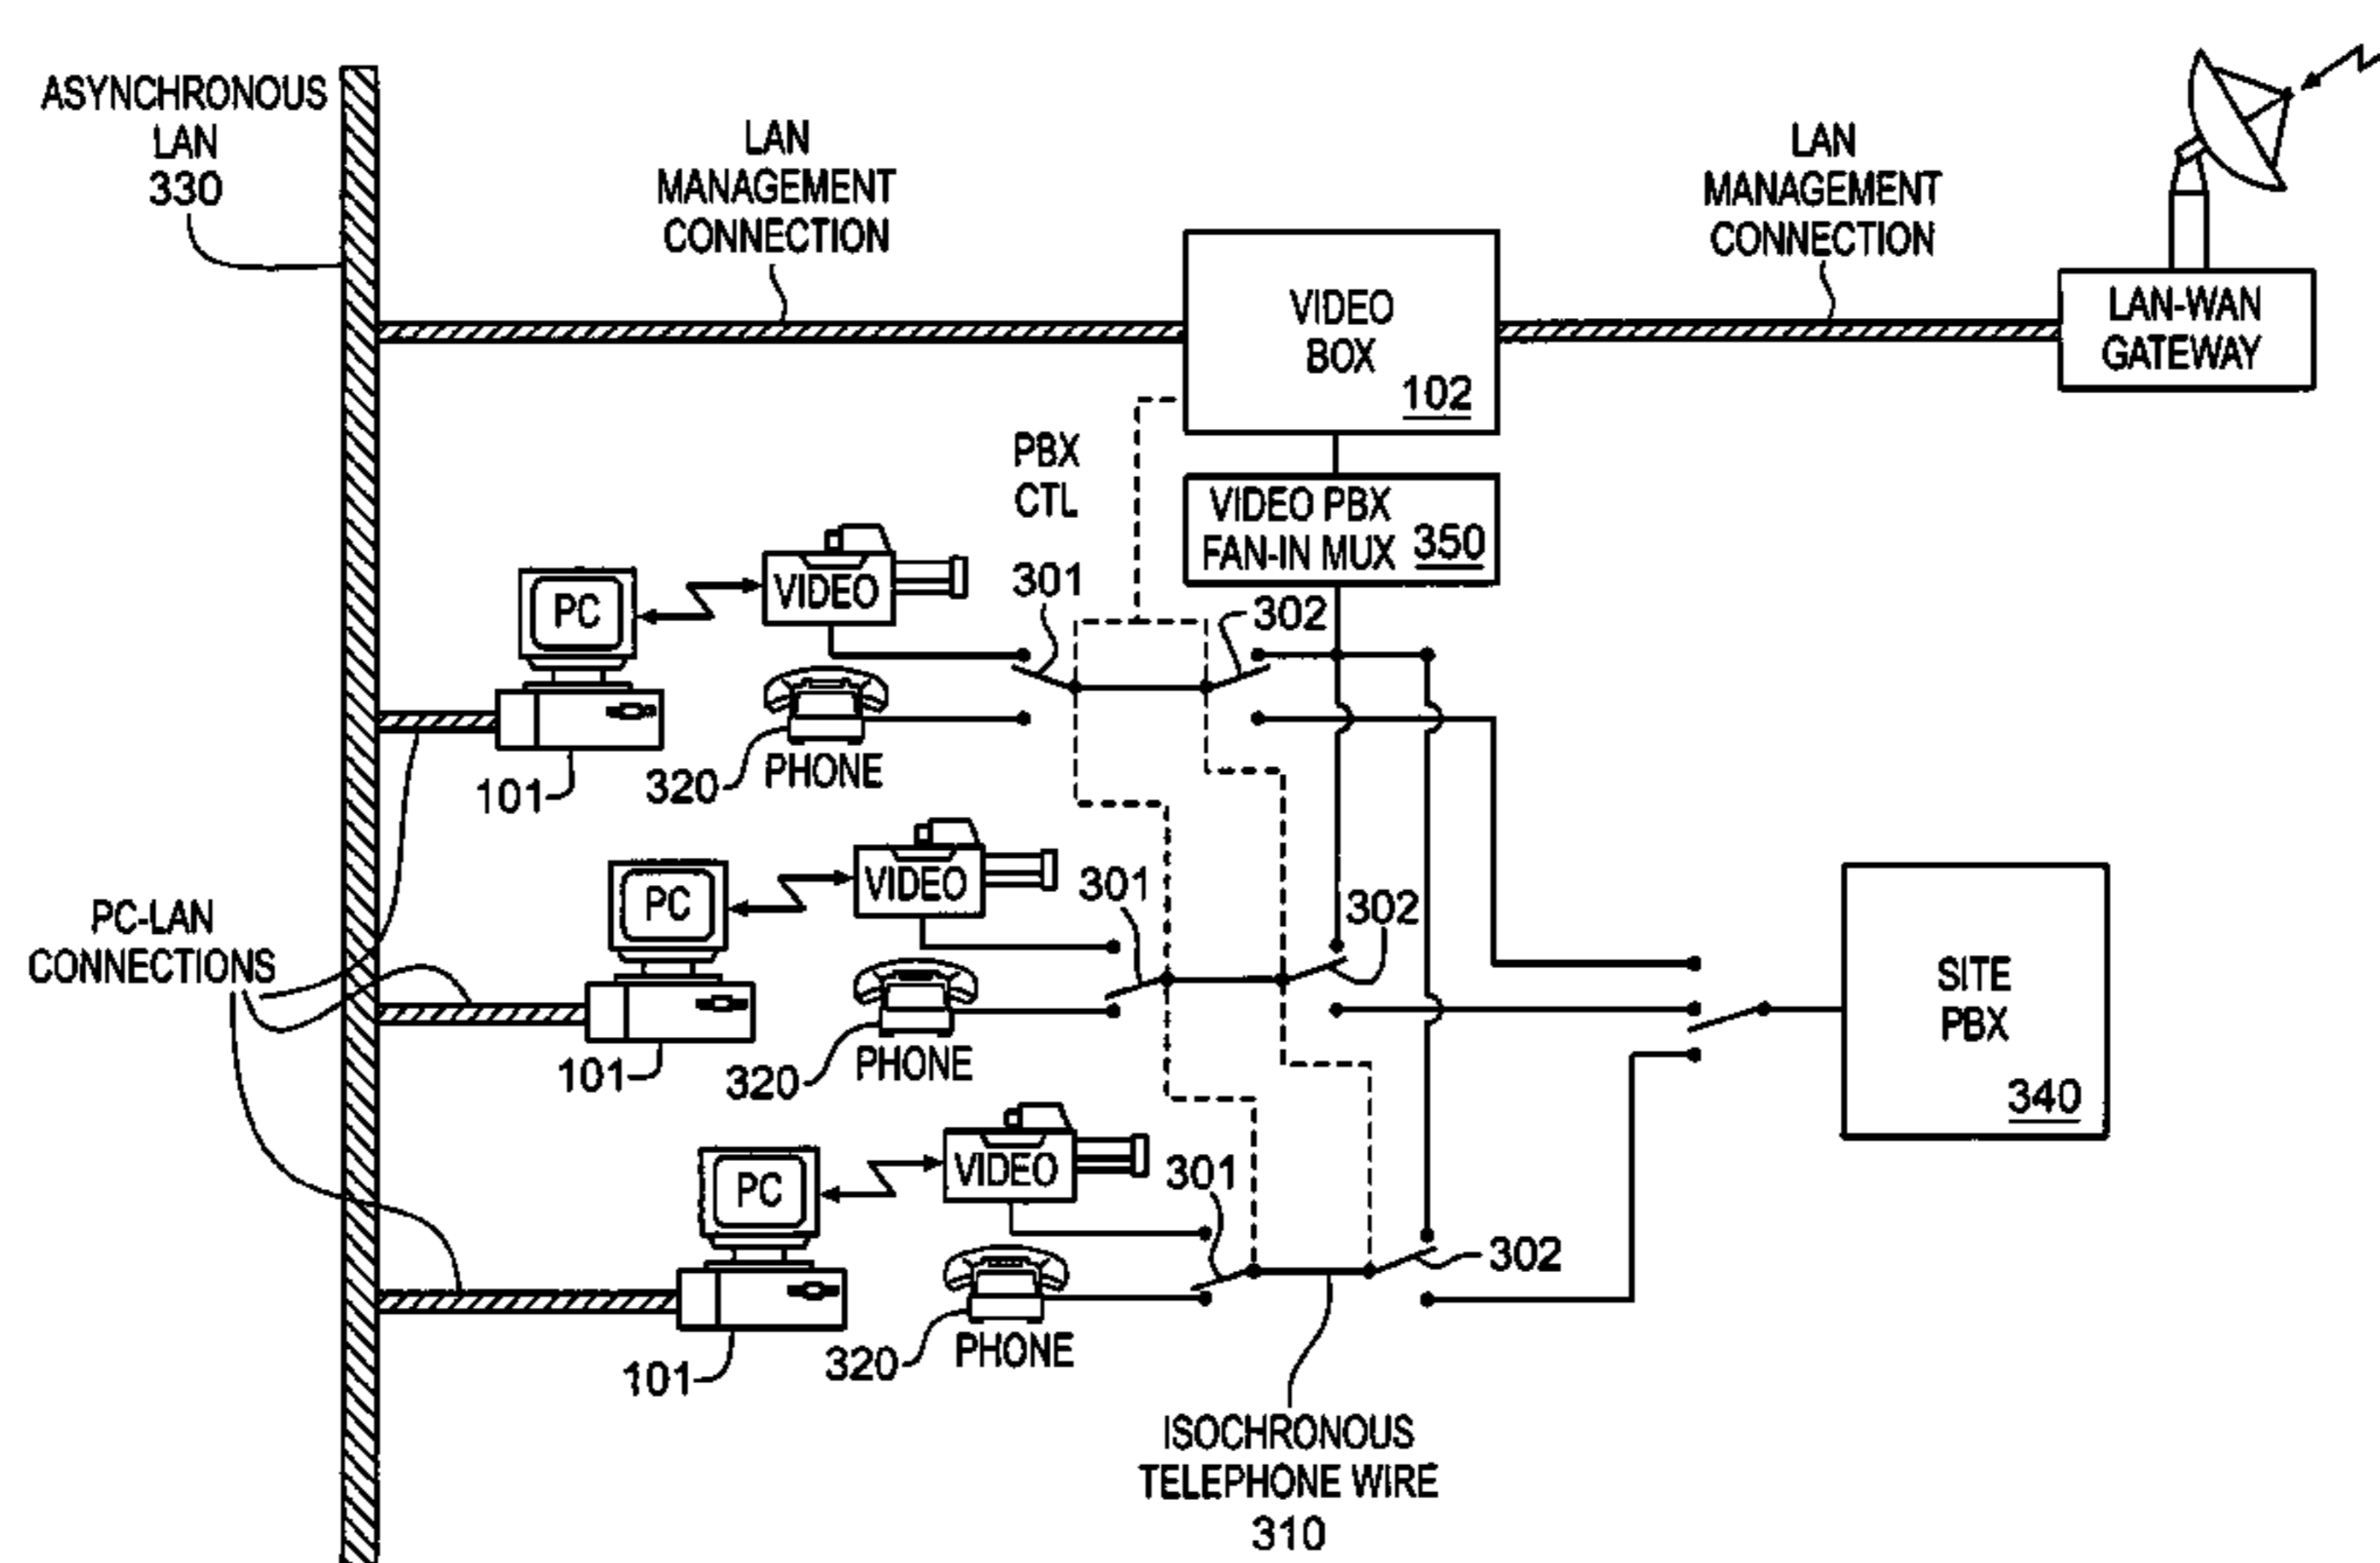 ASYNCHRONOUS
LAN
330
LAN
MANAGEMENT
CONNECTION
LAN
MANAGEMENT
CONNECTION
VIDEO
BOX
102
LAN-WAN
GATEWAY
PBX
CTL
VIDEO PBX
FAN-IN MUX 350
PC
VIDEO
301
302
101
320
PHONE
PC-LAN
CONNECTIONS
PC
VIDEO
301
302
101
320
PHONE
SITE
PBX
340
PC
VIDEO
301
302
101
320
PHONE
ISOCHRONOUS
TELEPHONE WIRE
310